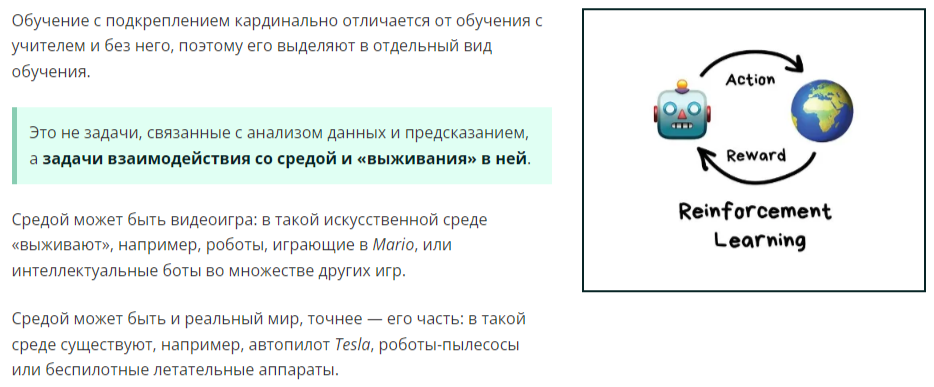 Обучение с подкреплением кардинально отличается от обучения с
учителем и без него, поэтому его выделяют в отдельный вид
обучения.
Это не задачи, связанные с анализом данных и предсказанием,
а задачи взаимодействия со средой и «выживания» в ней.
Средой может быть видеоигра: в такой искусственной среде
«выживают», например, роботы, играющие в Mario, или
интеллектуальные боты во множестве других игр.
Средой может быть и реальный мир, точнее — его часть: в такой
среде существуют, например, автопилот Tesla, роботы-пылесосы
или беспилотные летательные аппараты.
Action
Reward
Reinforcement
Learning